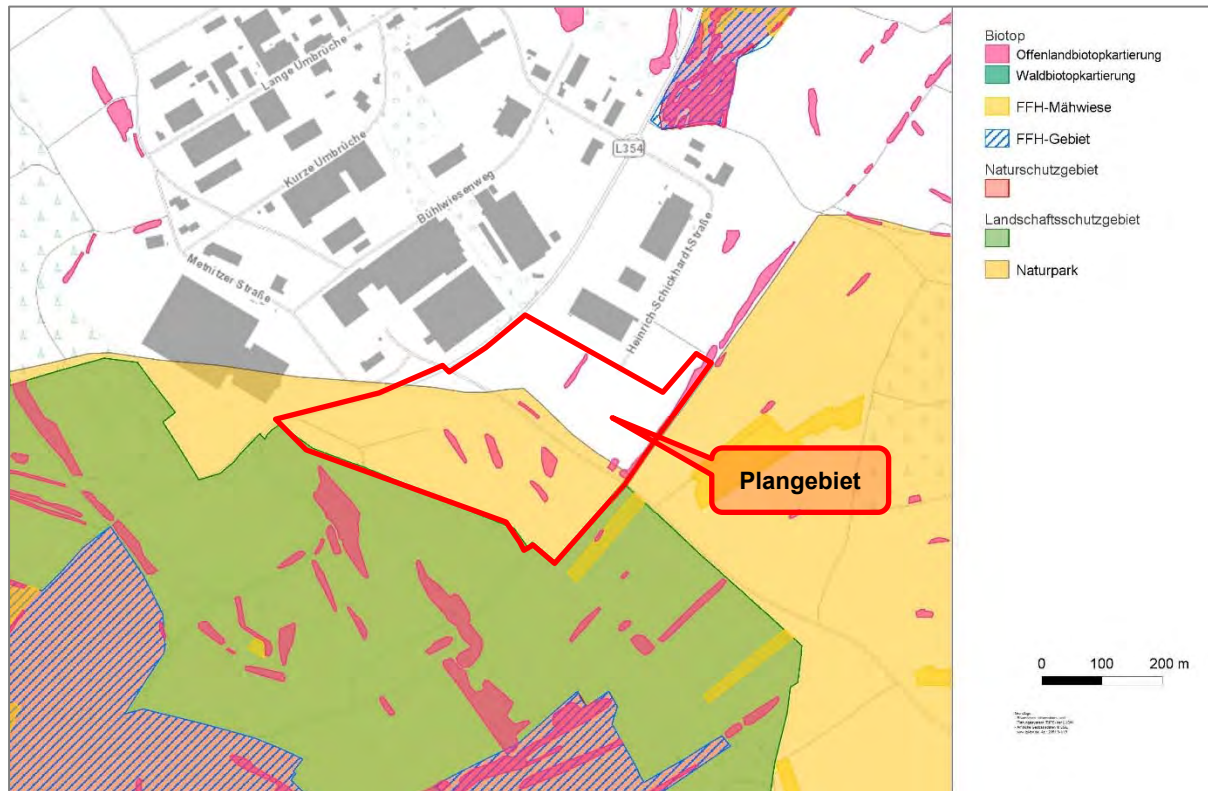 Lange Umbrüche
Kurze Umbrüche
Bühlwiesenweg
L354
Metnitzer Straße
Heinrich-Schickhardt-Straße
Plangebiet
Biotop
Offenlandbiotopkartierung
Waldbiotopkartierung
FFH-Mähwiese
FFH-Gebiet
Naturschutzgebiet
Landschaftsschutzgebiet
Naturpark
0 100 200 m